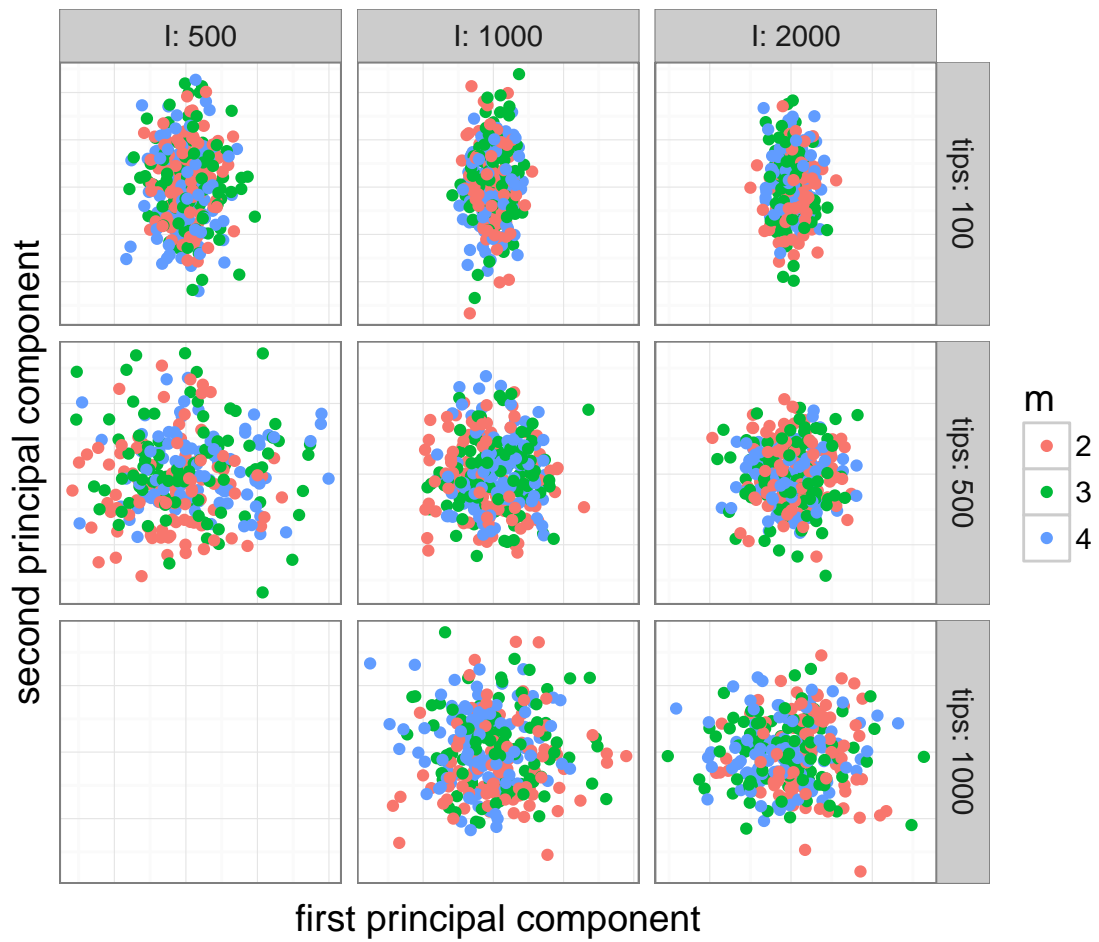 I: 500
I: 1000
I: 2000
tips: 100
tips: 500
tips: 1000
second principal component
first principal component
m
2
3
4